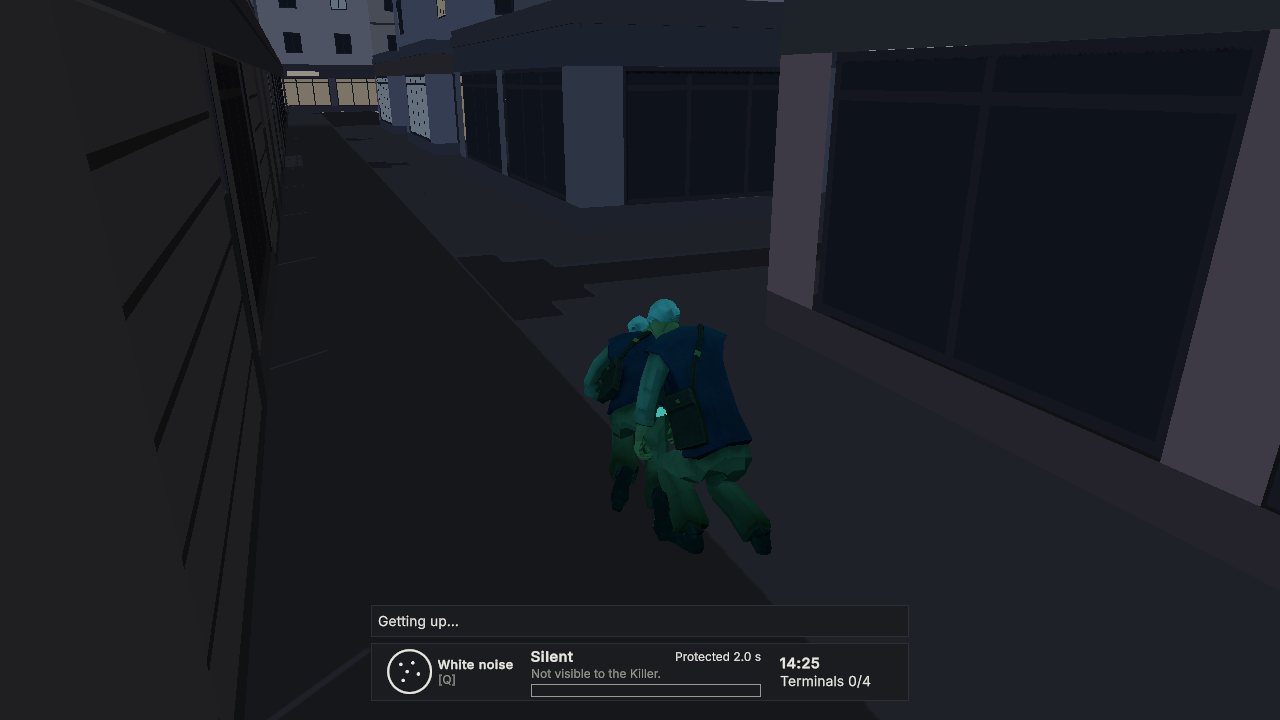 Getting up...
White noise
[Q]
Silent
Protected 2.0 s
Not visible to the Killer.
14:25
Terminals 0/4